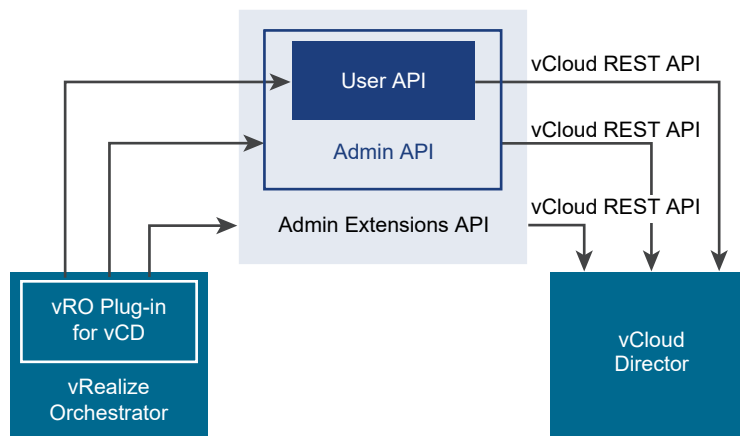 User API
vCloud REST API
Admin API
vCloud REST API
Admin Extensions API
vCloud REST API
vRO Plug-in
for vCD
vRealize
Orchestrator
vCloud
Director